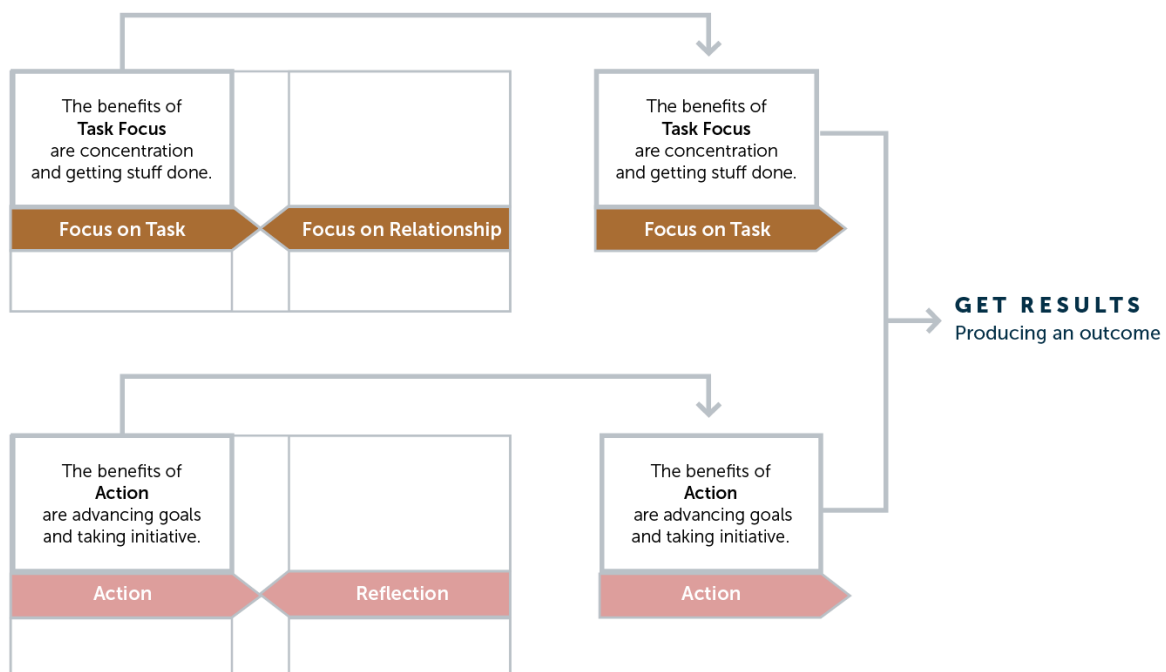 The benefits of
Task Focus
are concentration
and getting stuff done.
Focus on Task
Focus on Relationship
The benefits of
Task Focus
are concentration
and getting stuff done.
Focus on Task
GET RESULTS
Producing an outcome
The benefits of
Action
are advancing goals
and taking initiative.
Action
Reflection
The benefits of
Action
are advancing goals
and taking initiative.
Action